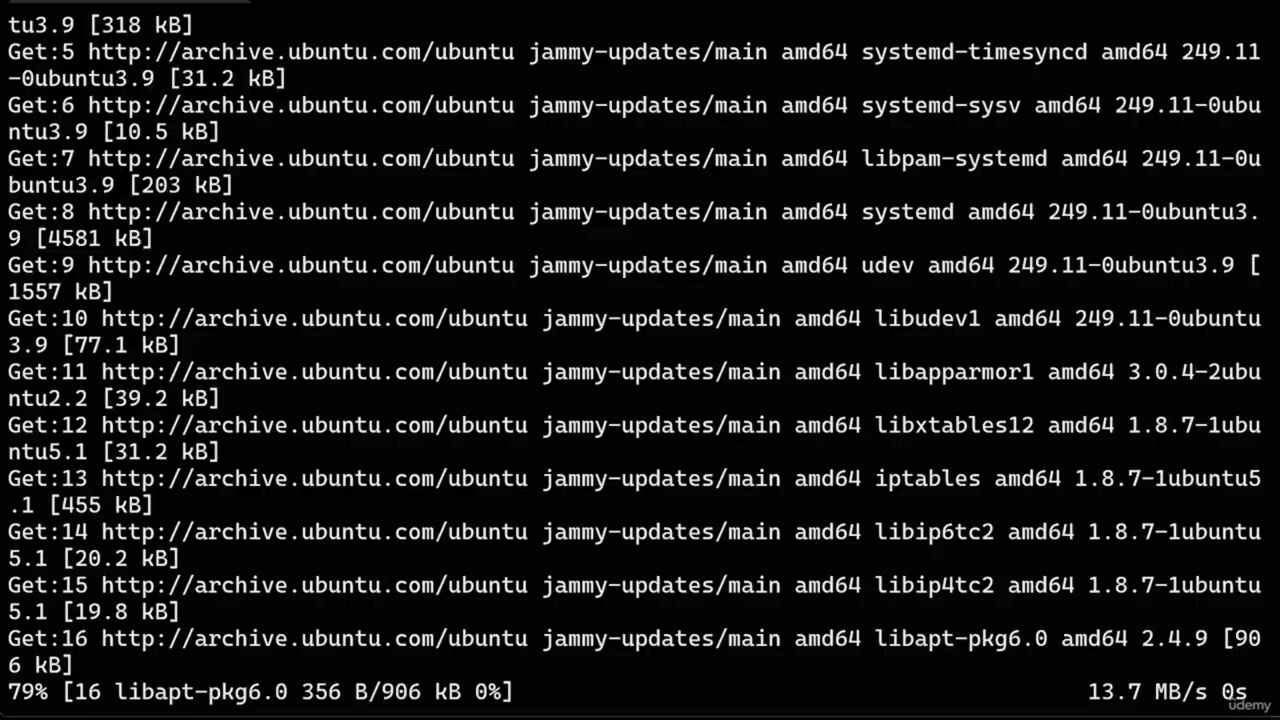 tu3.9 [318 kB]
Get:5 http://archive.ubuntu.com/ubuntu jammy-updates/main amd64 systemd-timesyncd amd64 249.11
-0ubuntu3.9 [31.2 kB]
Get:6 http://archive.ubuntu.com/ubuntu jammy-updates/main amd64 systemd-sysv amd64 249.11-0ubu
ntu3.9 [10.5 kB]
Get:7 http://archive.ubuntu.com/ubuntu jammy-updates/main amd64 libpam-systemd amd64 249.11-0u
buntu3.9 [203 kB]
Get:8 http://archive.ubuntu.com/ubuntu jammy-updates/main amd64 systemd amd64 249.11-0ubuntu3.
9 [4581 kB]
Get:9 http://archive.ubuntu.com/ubuntu jammy-updates/main amd64 udev amd64 249.11-0ubuntu3.9 [
1557 kB]
Get:10 http://archive.ubuntu.com/ubuntu jammy-updates/main amd64 libudev1 amd64 249.11-0ubuntu
3.9 [77.1 kB]
Get:11 http://archive.ubuntu.com/ubuntu jammy-updates/main amd64 libapparmor1 amd64 3.0.4-2ubu
ntu2.2 [39.2 kB]
Get:12 http://archive.ubuntu.com/ubuntu jammy-updates/main amd64 libxtables12 amd64 1.8.7-1ubu
ntu5.1 [31.2 kB]
Get:13 http://archive.ubuntu.com/ubuntu jammy-updates/main amd64 iptables amd64 1.8.7-1ubuntu5
.1 [455 kB]
Get:14 http://archive.ubuntu.com/ubuntu jammy-updates/main amd64 libip6tc2 amd64 1.8.7-1ubuntu
5.1 [20.2 kB]
Get:15 http://archive.ubuntu.com/ubuntu jammy-updates/main amd64 libip4tc2 amd64 1.8.7-1ubuntu
5.1 [19.8 kB]
Get:16 http://archive.ubuntu.com/ubuntu jammy-updates/main amd64 libapt-pkg6.0 amd64 2.4.9 [90
6 kB]
79% [16 libapt-pkg6.0 356 B/906 kB 0%] 13.7 MB/s 0s
udemy